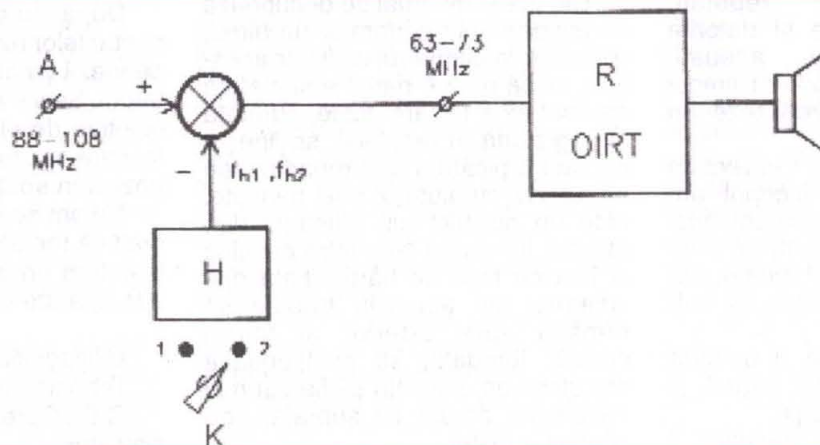 A
88-108
MHz
+
-
fh1 ,fh2
H
1
2
K
63-73
MHz
R
OIRT